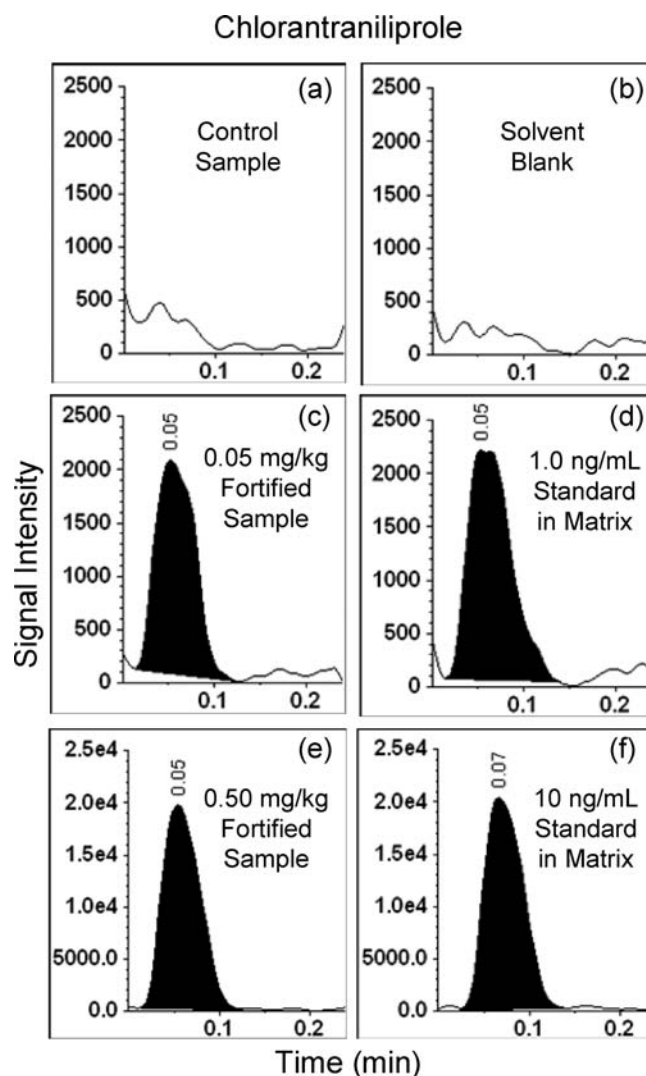 Chlorantraniliprole
(a)
Control
Sample
2500
2000
1500
1000
500
0
0.1 0.2
(b)
Solvent
Blank
2500
2000
1500
1000
500
0
0.1 0.2
Signal Intensity
(c)
0.05
0.05 mg/kg
Fortified
Sample
2500
2000
1500
1000
500
0
0.1 0.2
(d)
0.05
1.0 ng/mL
Standard
in Matrix
2500
2000
1500
1000
500
0
0.1 0.2
(e)
0.05
0.50 mg/kg
Fortified
Sample
2.5e4
2.0e4
1.5e4
1.0e4
5000.0
0.0
0.1 0.2
(f)
0.07
10 ng/mL
Standard
in Matrix
2.5e4
2.0e4
1.5e4
1.0e4
5000.0
0.0
0.1 0.2
Time (min)